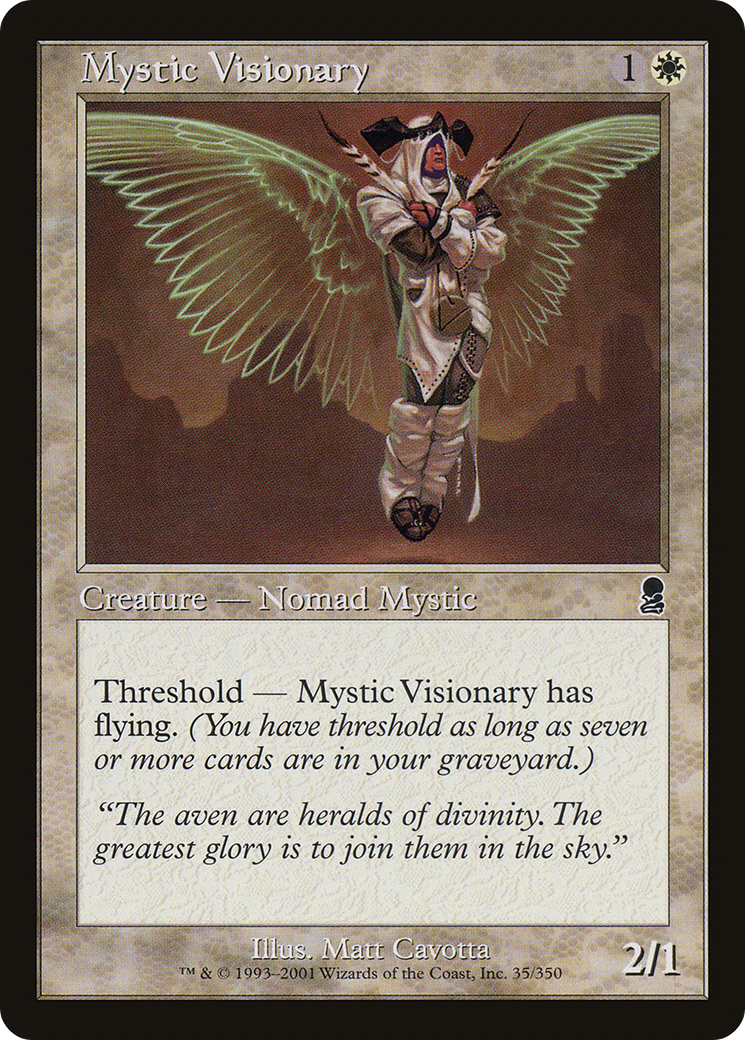 Mystic Visionary 1
Creature — Nomad Mystic
Threshold — Mystic Visionary has
flying. (You have threshold as long as seven
or more cards are in your graveyard.)
“The aven are heralds of divinity. The
greatest glory is to join them in the sky.”
Illus. Matt Cavotta
™ & © 1993–2001 Wizards of the Coast, Inc. 35/350
2/1